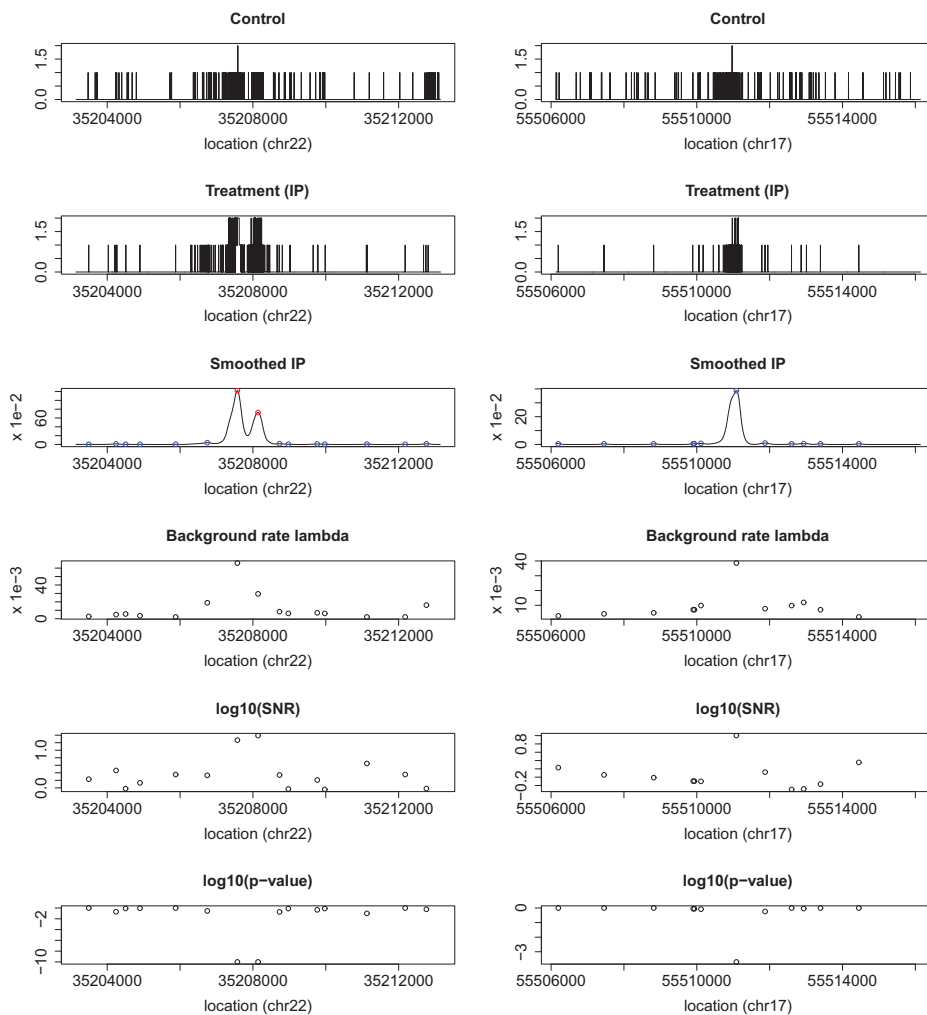 Control
1.5
0.0
35204000 35208000 35212000
location (chr22)
Control
1.5
0.0
55506000 55510000 55514000
location (chr17)
Treatment (IP)
1.5
0.0
35204000 35208000 35212000
location (chr22)
Treatment (IP)
1.5
0.0
55506000 55510000 55514000
location (chr17)
Smoothed IP
x 1e−2
60
0
35204000 35208000 35212000
location (chr22)
Smoothed IP
x 1e−2
20
0
55506000 55510000 55514000
location (chr17)
Background rate lambda
x 1e−3
40
0
35204000 35208000 35212000
location (chr22)
Background rate lambda
x 1e−3
40
10
55506000 55510000 55514000
location (chr17)
log10(SNR)
1.0
0.0
35204000 35208000 35212000
location (chr22)
log10(SNR)
0.8
−0.2
55506000 55510000 55514000
location (chr17)
log10(p−value)
−2
−10
35204000 35208000 35212000
location (chr22)
log10(p−value)
0
−3
55506000 55510000 55514000
location (chr17)